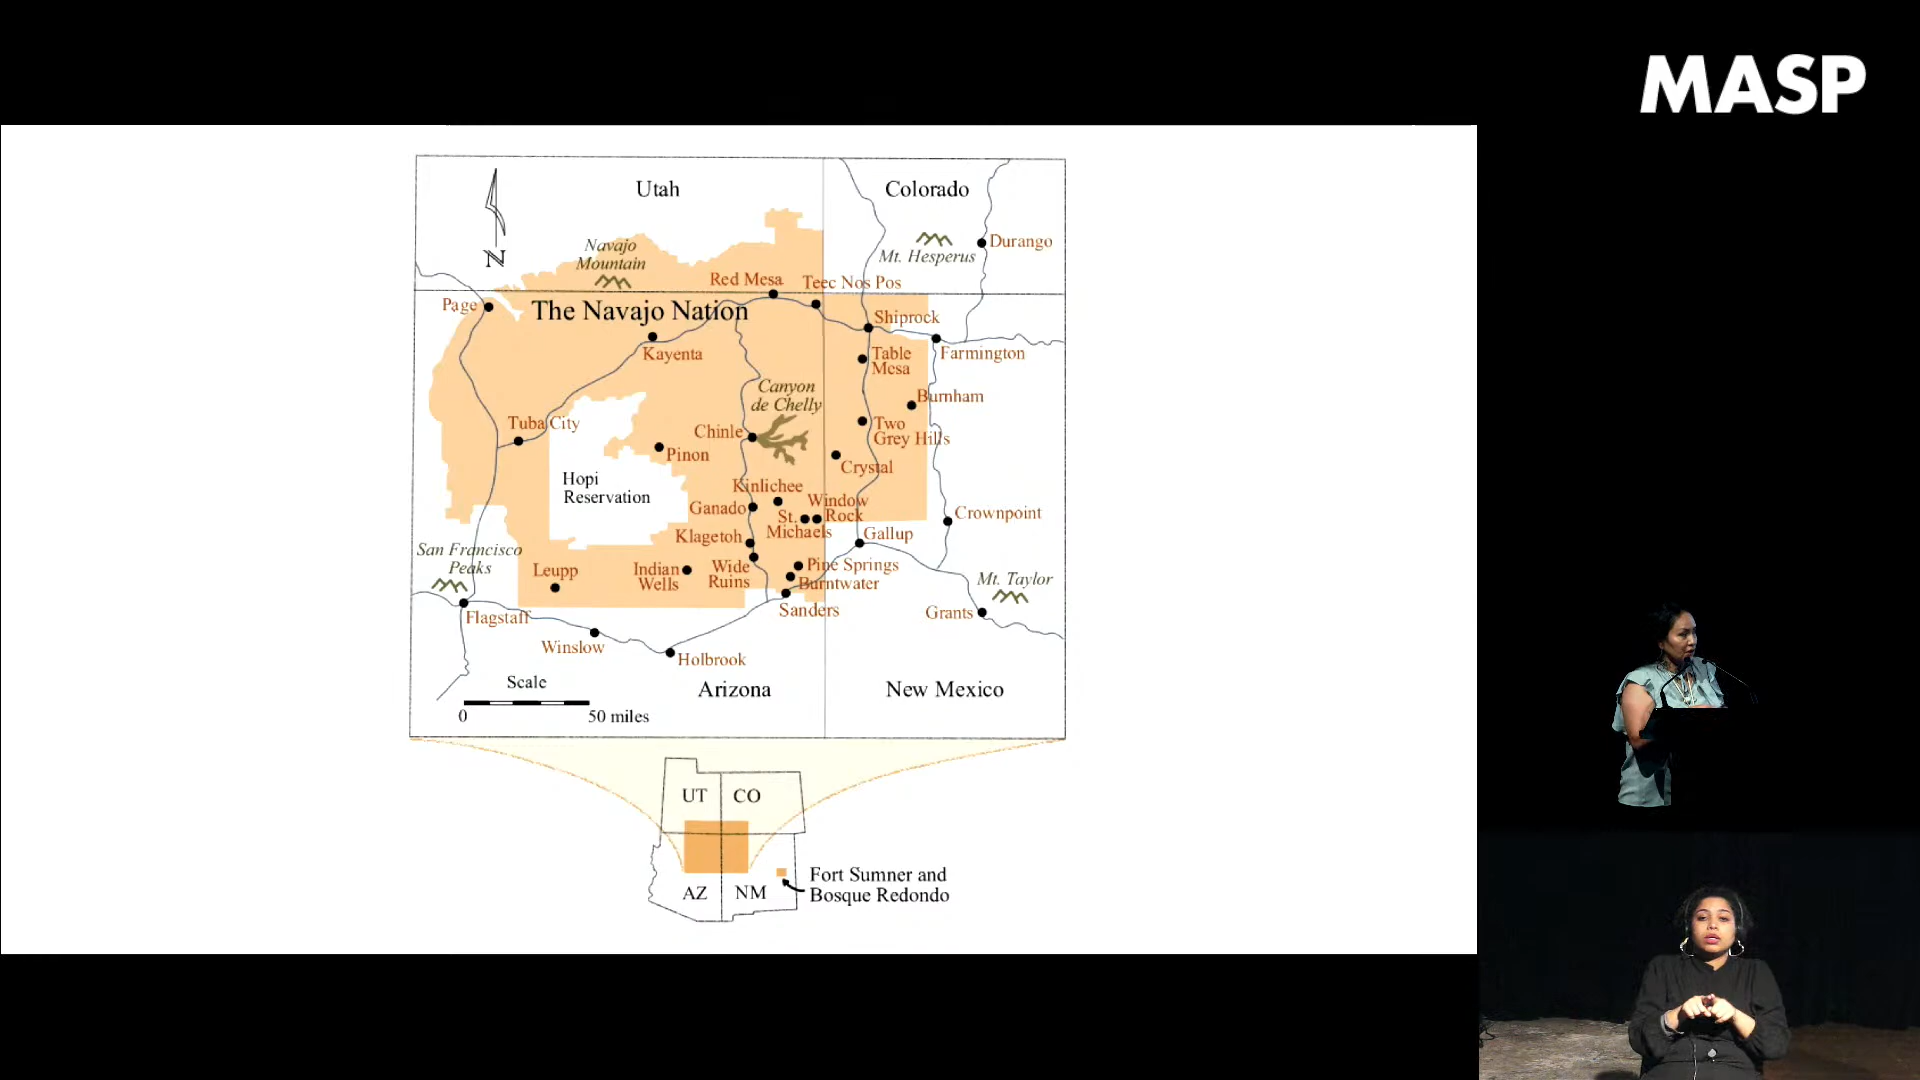 MASP
Utah
Colorado
Navajo
Mountain
Mt. Hesperus
Durango
Red Mesa
Teec Nos Pos
Page
The Navajo Nation
Shiprock
Kayenta
Table
Mesa
Farmington
Canyon
de Chelly
Burnham
Tuba City
Chinle
Two
Grey Hills
Pinon
Crystal
Hopi
Reservation
Kinlichee
Ganado
Window
Rock
St.
Michaels
Crownpoint
Klagetoh
Gallup
San Francisco
Peaks
Leupp
Indian
Wells
Wide
Ruins
Pine Springs
Burntwater
Mt. Taylor
Sanders
Grants
Flagstaff
Winslow
Holbrook
Scale
0
50 miles
Arizona
New Mexico
N
UT
CO
AZ
NM
Fort Sumner and
Bosque Redondo